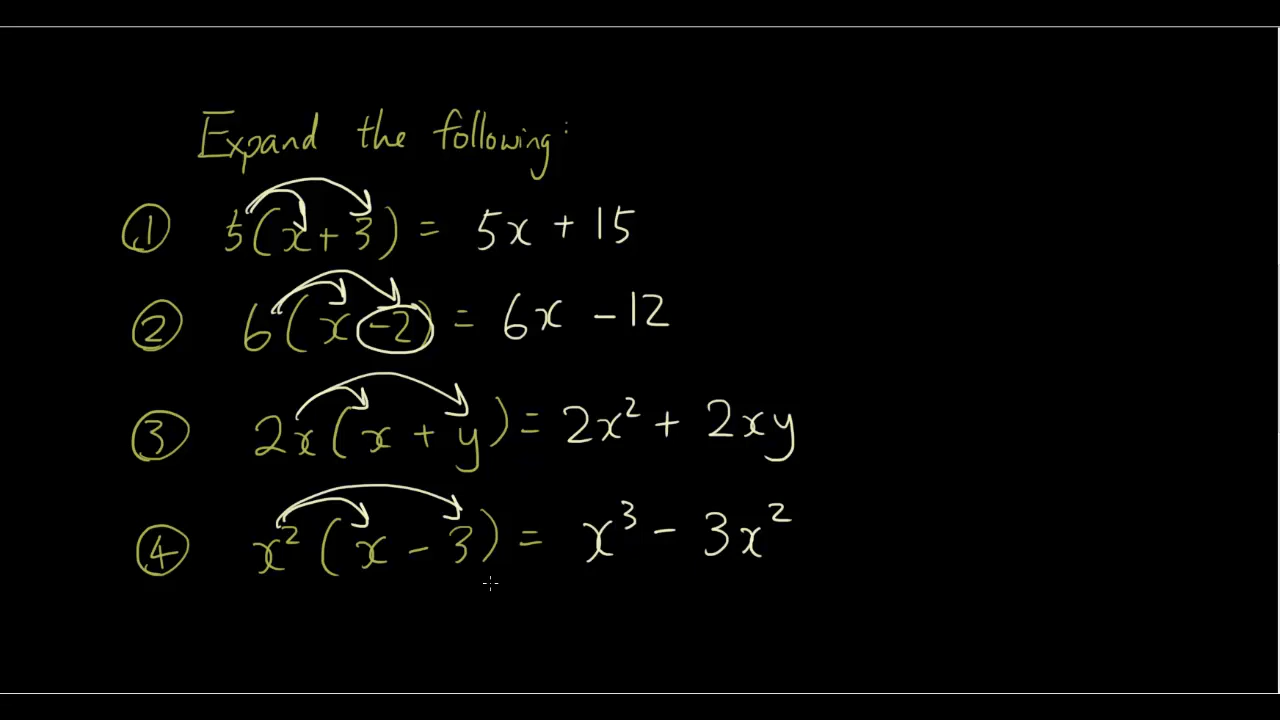 Expand the following:
① 5(x + 3) = 5x + 15
② 6(x - 2) = 6x - 12
③ 2x(x + y) = 2x² + 2xy
④ x²(x - 3) = x³ - 3x²